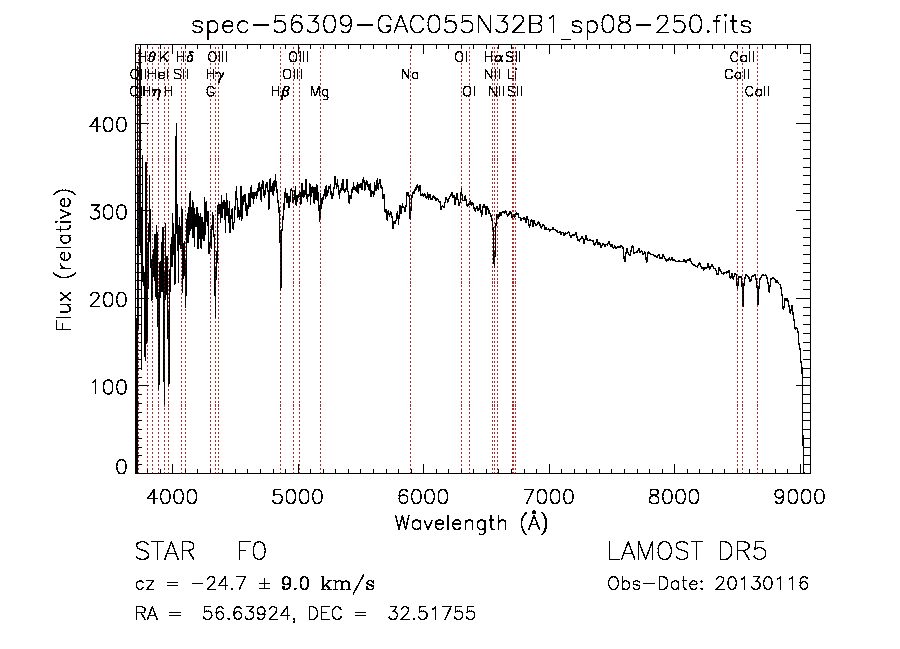 spec-56309-GAC055N32B1_sp08-250.fits
Hθ K Hδ OIII OIII OI Hα SII CaII
OII HeI SII Hγ OIII Na NII Li CaII
OII Hη H G Hβ Mg OI NII SII CaII
400
300
200
100
0
Flux (relative)
4000 5000 6000 7000 8000 9000
Wavelength (Å)
STAR F0 LAMOST DR5
cz = -24.7 ± 9.0 km/s Obs-Date: 20130116
RA = 56.63924, DEC = 32.51755